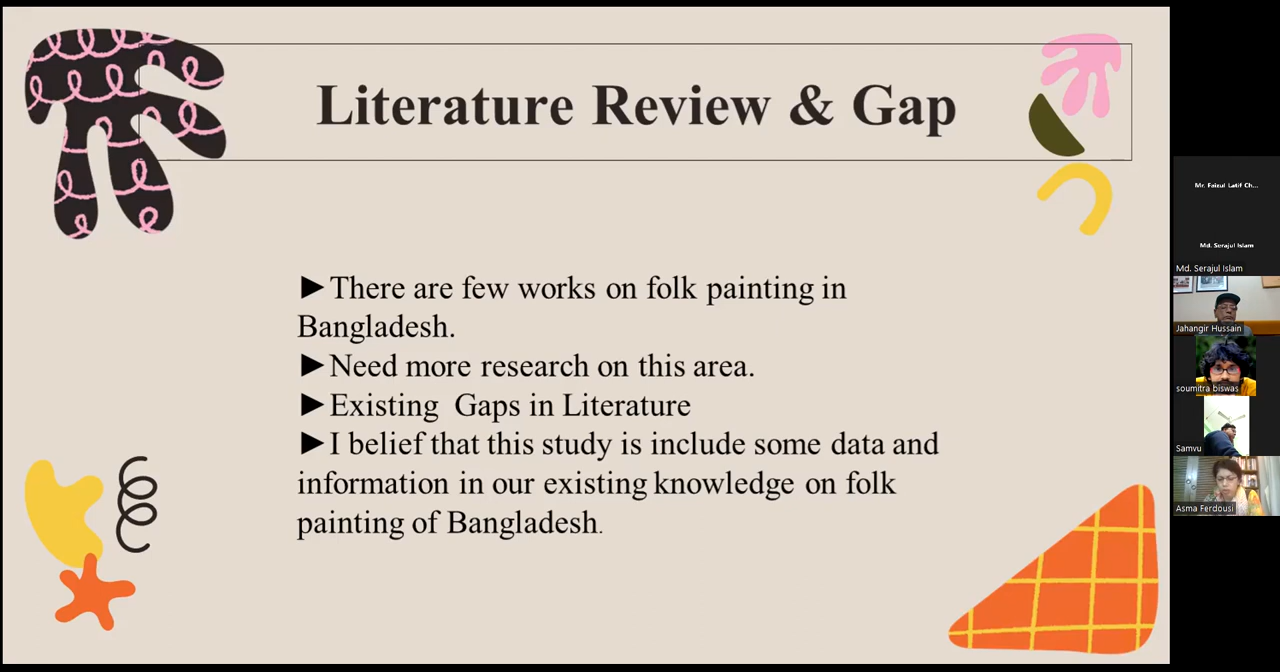 Literature Review & Gap
►There are few works on folk painting in
Bangladesh.
►Need more research on this area.
►Existing Gaps in Literature
►I belief that this study is include some data and
information in our existing knowledge on folk
painting of Bangladesh.
Mr. Faizul Latif Ch...
Md. Serajul Islam
Md. Serajul Islam
Jahangir Hussain
soumitra biswas
Samvu
Asma Ferdousi